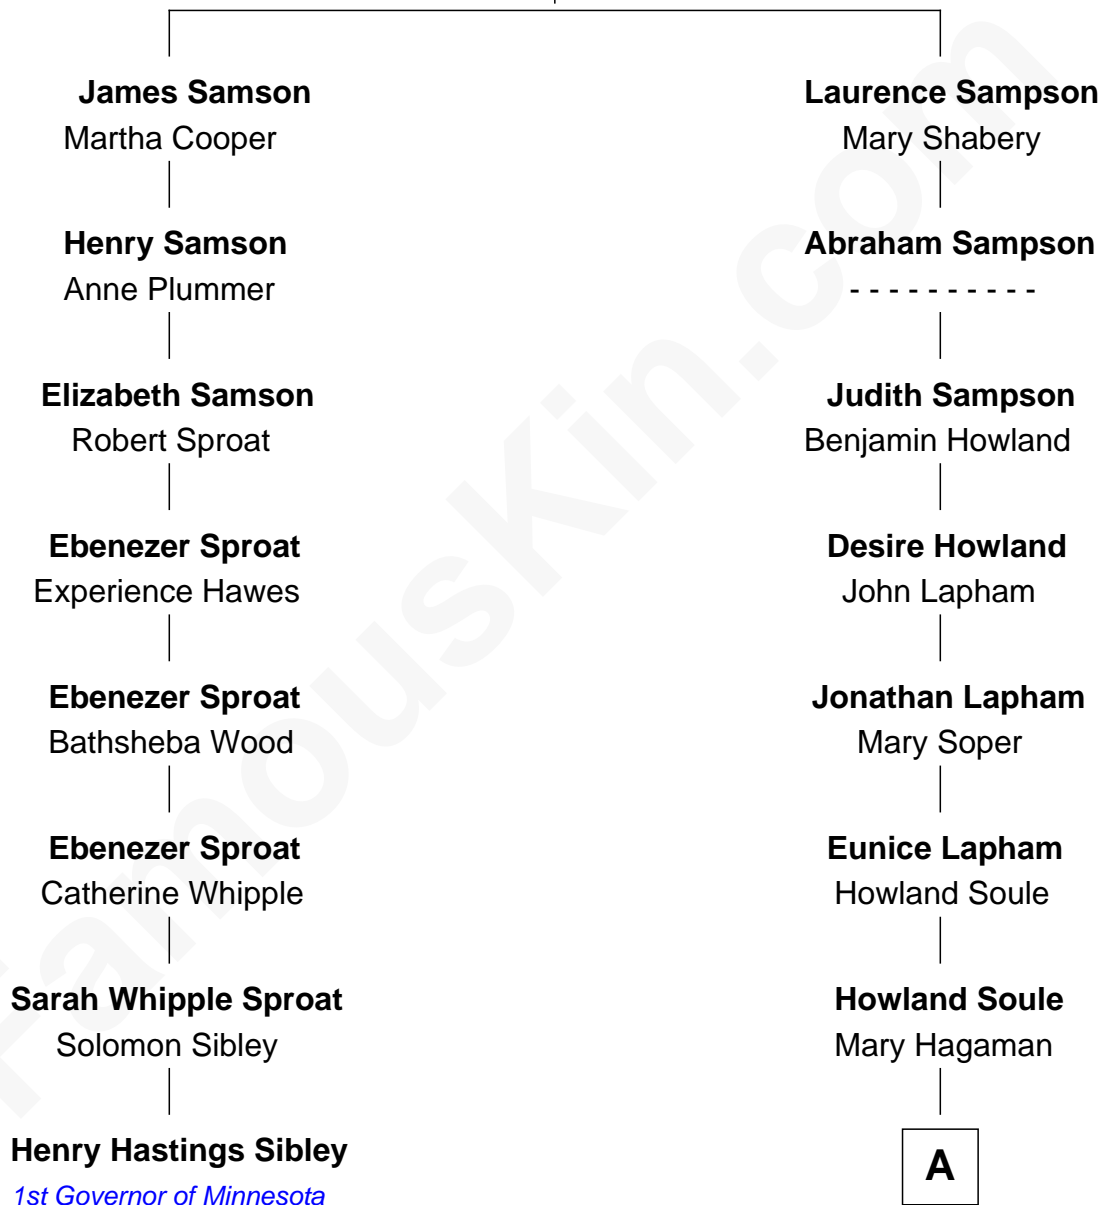 James Samson
Martha Cooper
Henry Samson
Anne Plummer
Elizabeth Samson
Robert Sproat
Ebenezer Sproat
Experience Hawes
Ebenezer Sproat
Bathsheba Wood
Ebenezer Sproat
Catherine Whipple
Sarah Whipple Sproat
Solomon Sibley
Henry Hastings Sibley
1st Governor of Minnesota
Laurence Sampson
Mary Shabery
Abraham Sampson
- - - - - - - - - -
Judith Sampson
Benjamin Howland
Desire Howland
John Lapham
Jonathan Lapham
Mary Soper
Eunice Lapham
Howland Soule
Howland Soule
Mary Hagaman
A
FamousKin.com